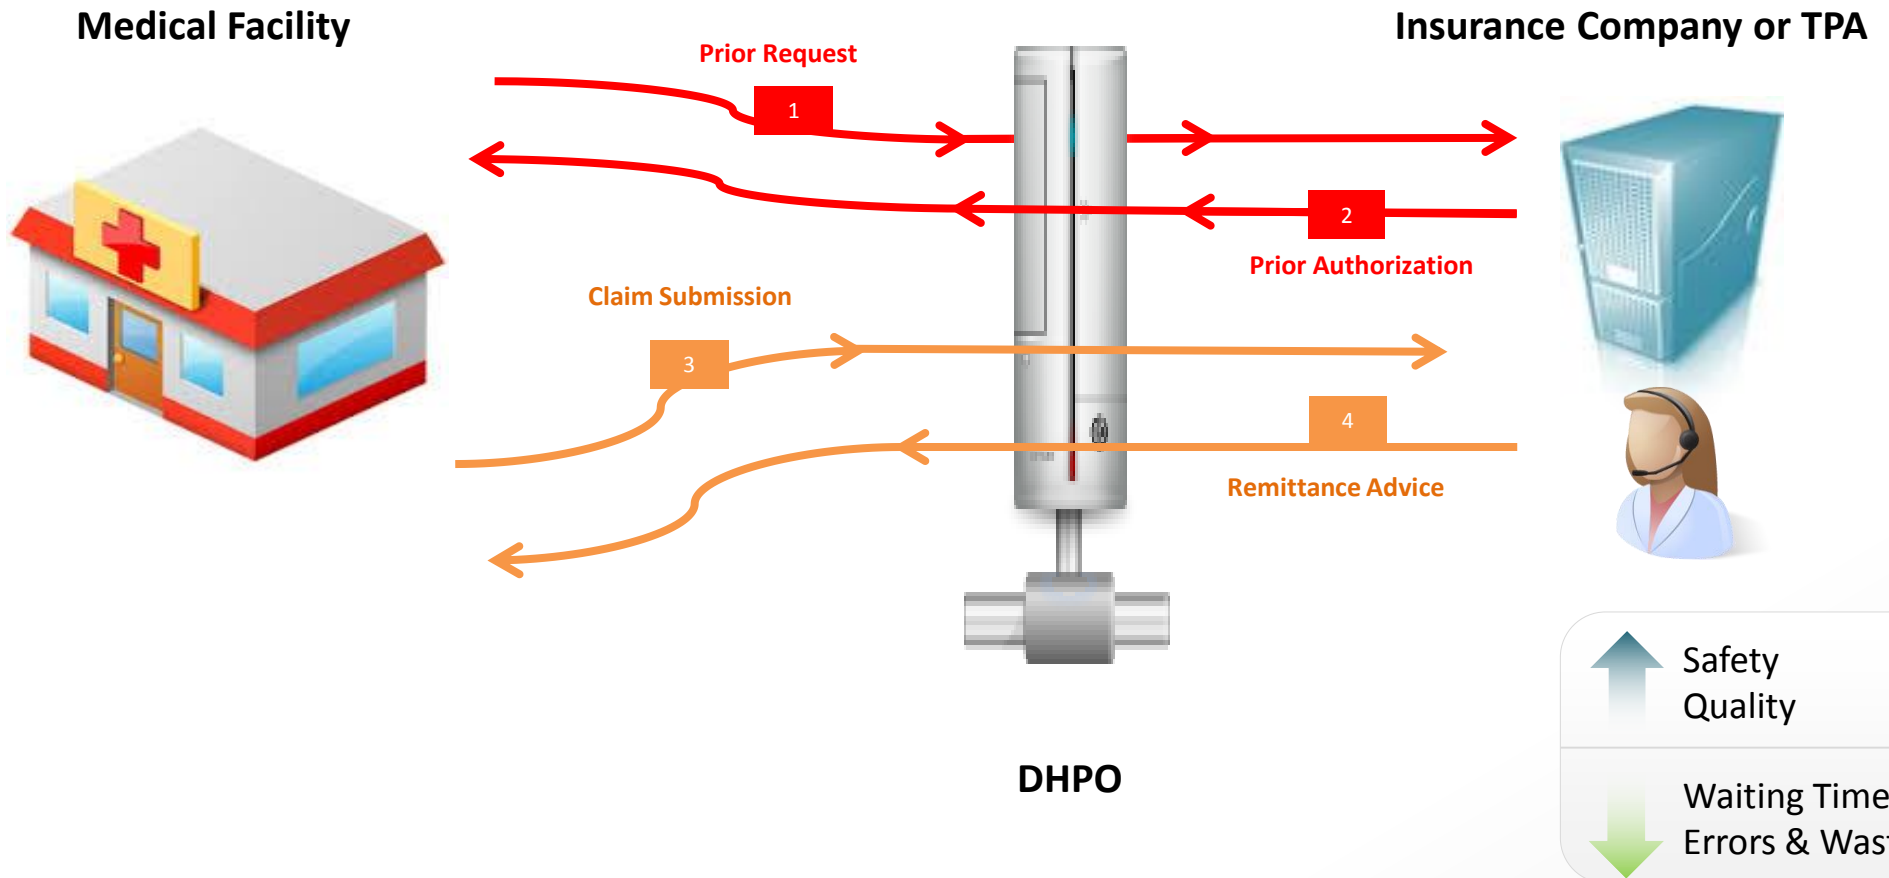 Medical Facility
Insurance Company or TPA
Prior Request
1
2
Prior Authorization
Claim Submission
3
4
Remittance Advice
DHPO
Safety
Quality
Waiting Time
Errors &